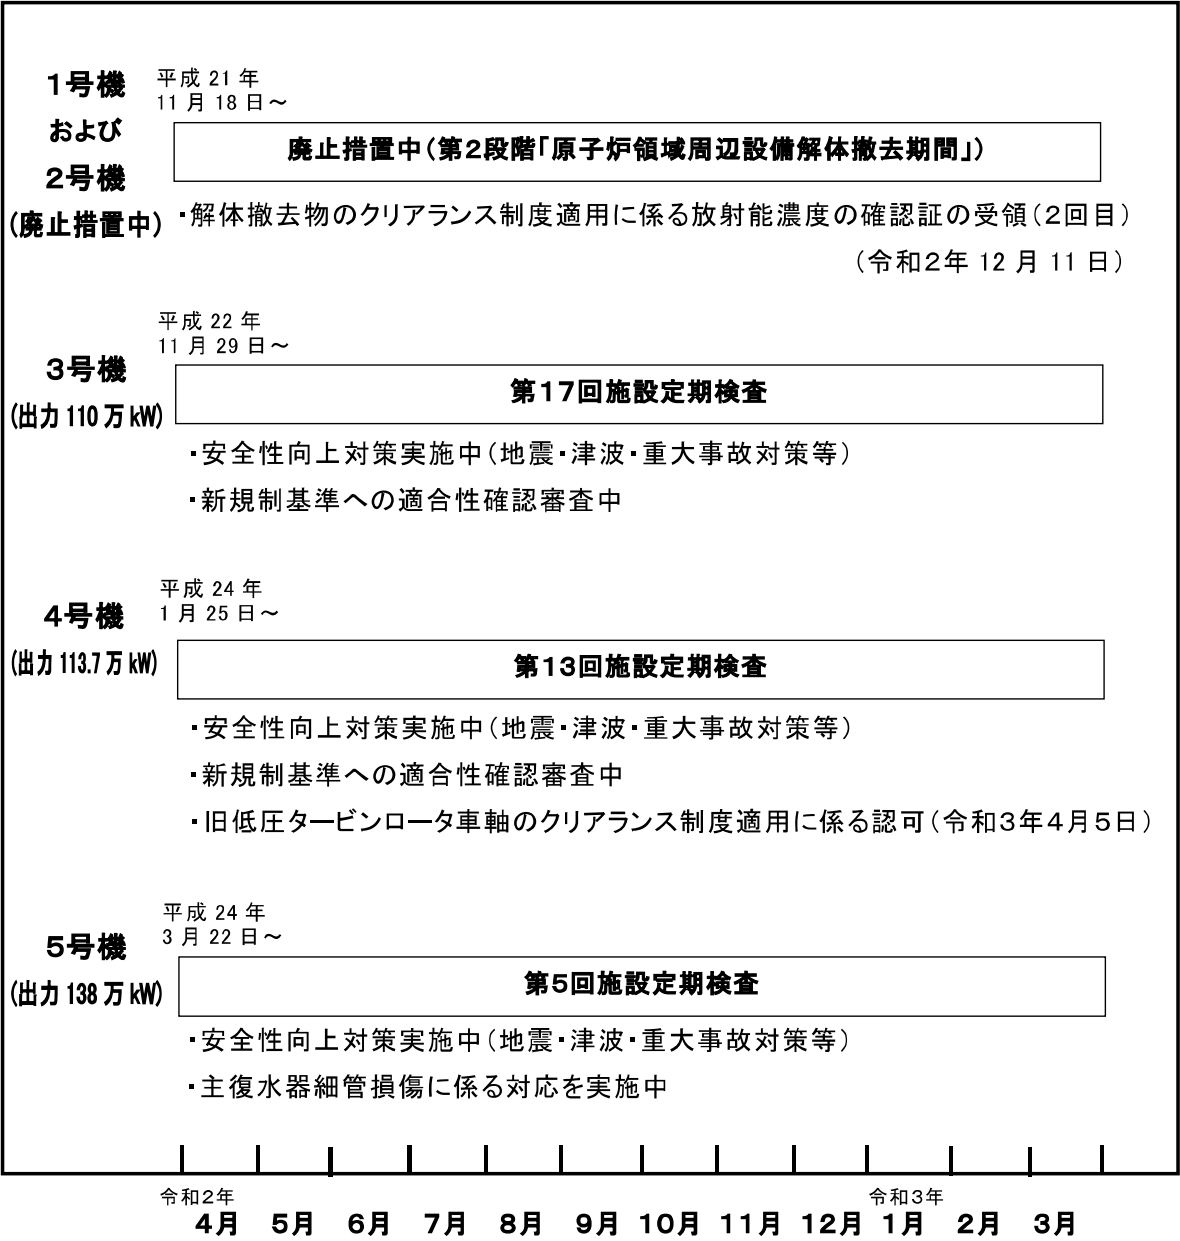 1号機
および
2号機
(廃止措置中)
平成 21 年
11 月 18 日～
廃止措置中(第2段階「原子炉領域周辺設備解体撤去期間」)
・解体撤去物のクリアランス制度適用に係る放射能濃度の確認証の受領(2回目)
(令和2年 12 月 11 日)
平成 22 年
11 月 29 日～
3号機
(出力 110 万 kW)
第17回施設定期検査
・安全性向上対策実施中(地震・津波・重大事故対策等)
・新規制基準への適合性確認審査中
平成 24 年
1 月 25 日～
4号機
(出力 113.7 万 kW)
第13回施設定期検査
・安全性向上対策実施中(地震・津波・重大事故対策等)
・新規制基準への適合性確認審査中
・旧低圧タービンロータ車軸のクリアランス制度適用に係る認可(令和3年4月5日)
平成 24 年
3 月 22 日～
5号機
(出力 138 万 kW)
第5回施設定期検査
・安全性向上対策実施中(地震・津波・重大事故対策等)
・主復水器細管損傷に係る対応を実施中
令和2年 令和3年
4月 5月 6月 7月 8月 9月 10月 11月 12月 1月 2月 3月